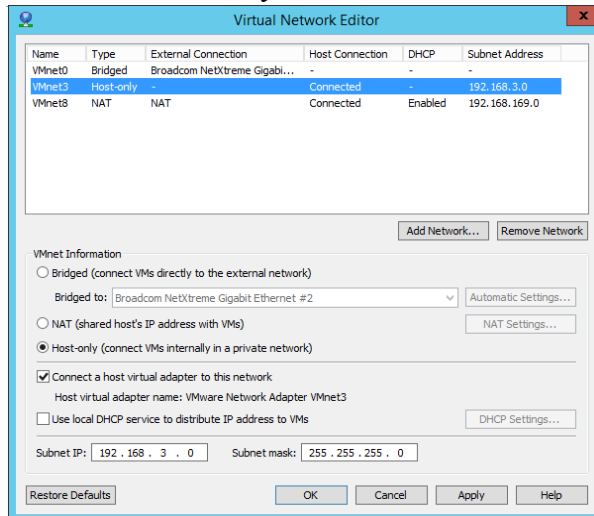 Virtual Network Editor
x
Name Type External Connection Host Connection DHCP Subnet Address
VMnet0 Bridged Broadcom NetXtreme Gigabi... - - -
VMnet3 Host-only - Connected - 192.168.3.0
VMnet8 NAT NAT Connected Enabled 192.168.169.0
Add Network... Remove Network
VMnet Information
Bridged (connect VMs directly to the external network)
Bridged to: Broadcom NetXtreme Gigabit Ethernet #2 Automatic Settings...
NAT (shared host's IP address with VMs) NAT Settings...
Host-only (connect VMs internally in a private network)
Connect a host virtual adapter to this network
Host virtual adapter name: VMware Network Adapter VMnet3
Use local DHCP service to distribute IP address to VMs DHCP Settings...
Subnet IP: 192 . 168 . 3 . 0 Subnet mask: 255 . 255 . 255 . 0
Restore Defaults OK Cancel Apply Help